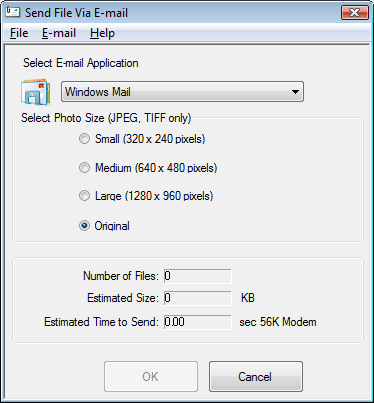 Send File Via E-mail
File E-mail Help
Select E-mail Application
Windows Mail
Select Photo Size (JPEG, TIFF only)
Small (320 x 240 pixels)
Medium (640 x 480 pixels)
Large (1280 x 960 pixels)
Original
Number of Files: 0
Estimated Size: 0 KB
Estimated Time to Send: 0.00 sec 56K Modem
OK Cancel